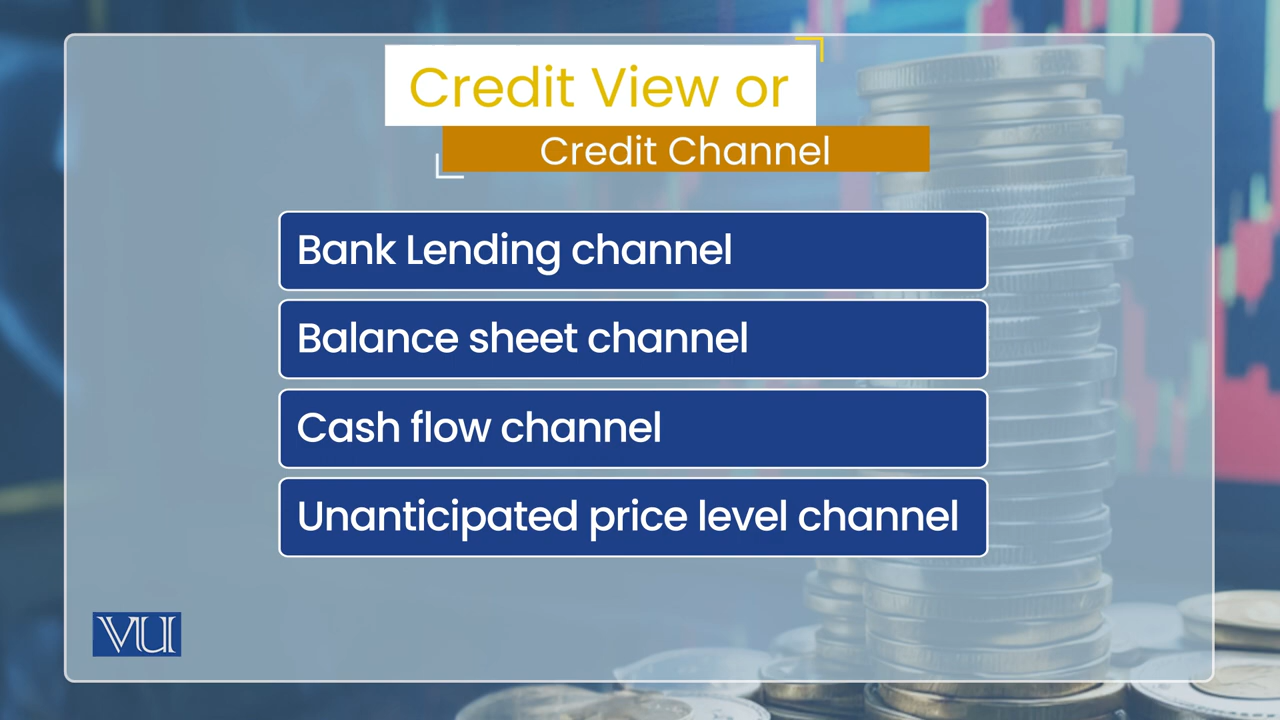 Credit View or
Credit Channel
Bank Lending channel
Balance sheet channel
Cash flow channel
Unanticipated price level channel
VU